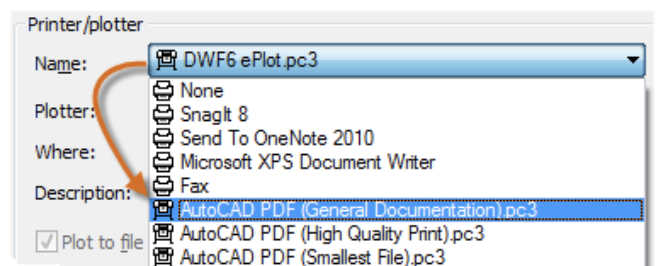 Printer/plotter
Name: DWF6 ePlot.pc3
None
Plotter: SnagIt 8
Send To OneNote 2010
Where: Microsoft XPS Document Writer
Fax
Description: AutoCAD PDF (General Documentation).pc3
Plot to file AutoCAD PDF (High Quality Print).pc3
AutoCAD PDF (Smallest File).pc3